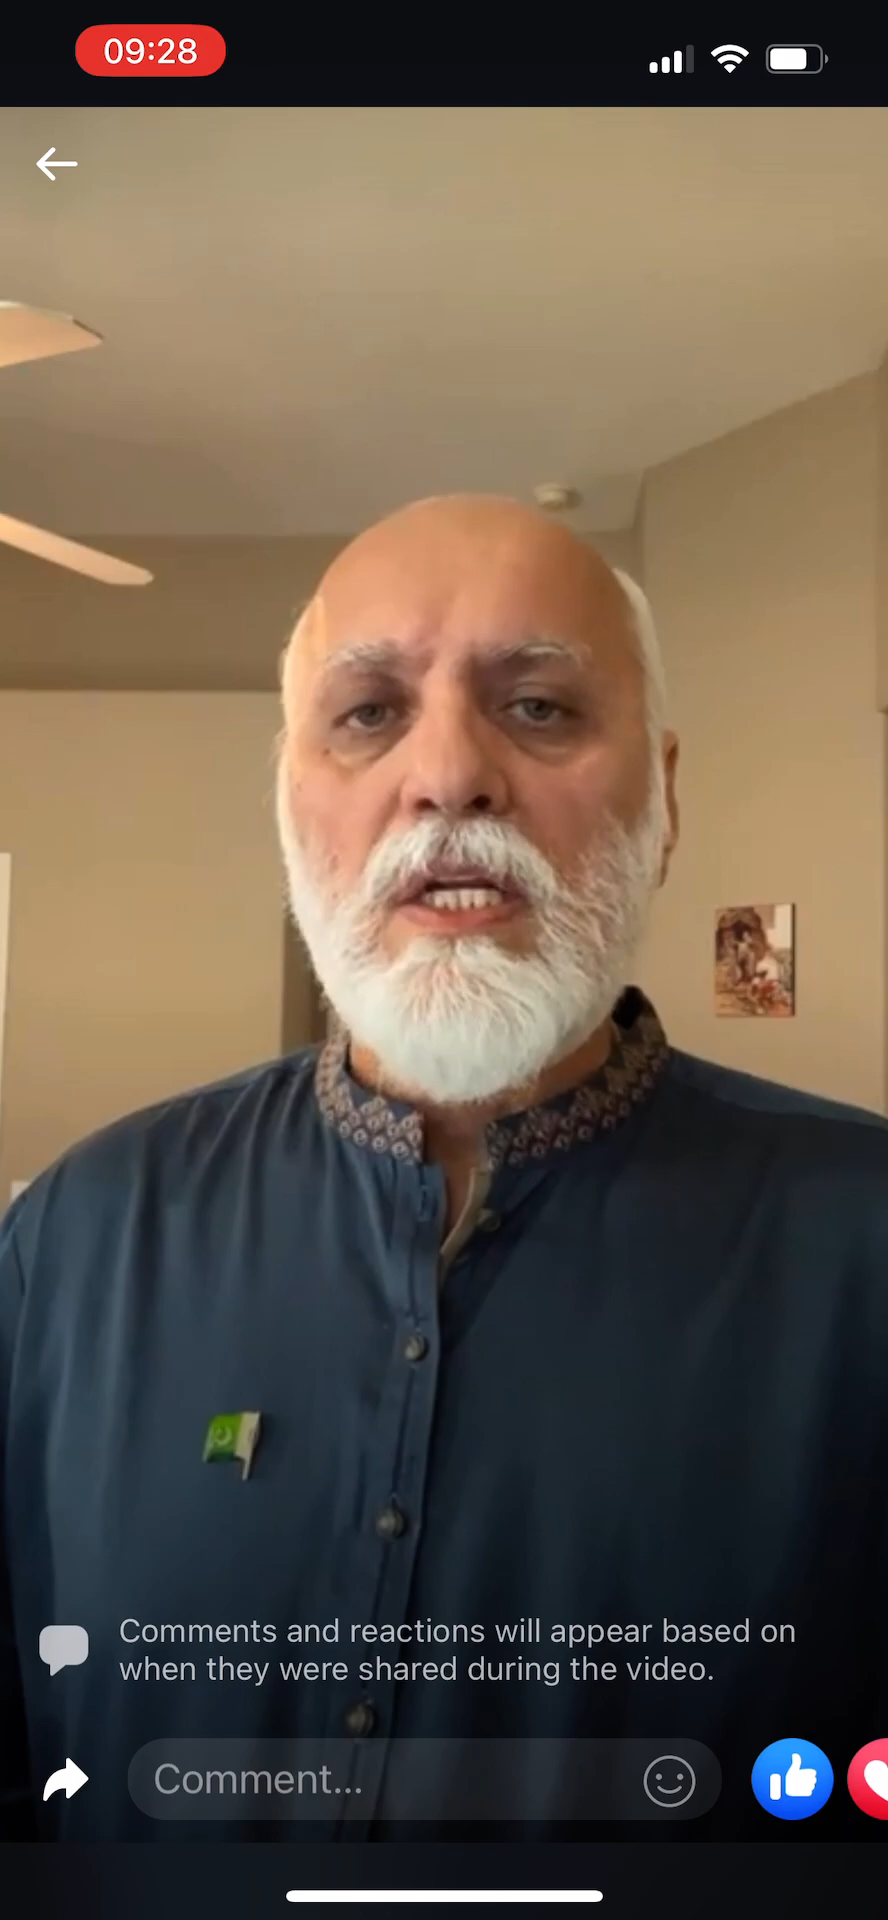 09:28
Comments and reactions will appear based on
when they were shared during the video.
Comment...